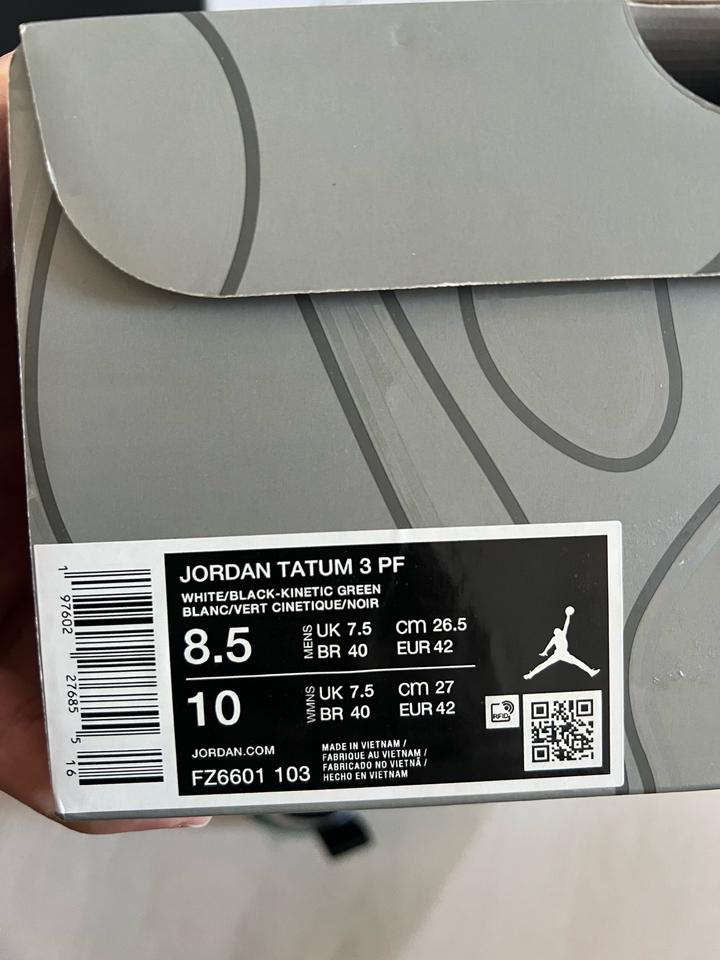 JORDAN TATUM 3 PF
WHITE/BLACK-KINETIC GREEN
BLANC/VERT CINETIQUE/NOIR
8.5 MENS UK 7.5 cm 26.5
BR 40 EUR 42
10 WMNS UK 7.5 cm 27
BR 40 EUR 42
RFID
JORDAN.COM
FZ6601 103
MADE IN VIETNAM /
FABRIQUE AU VIETNAM /
FABRICADO NO VIETNÃ /
HECHO EN VIETNAM
1 97602 27685 5 16